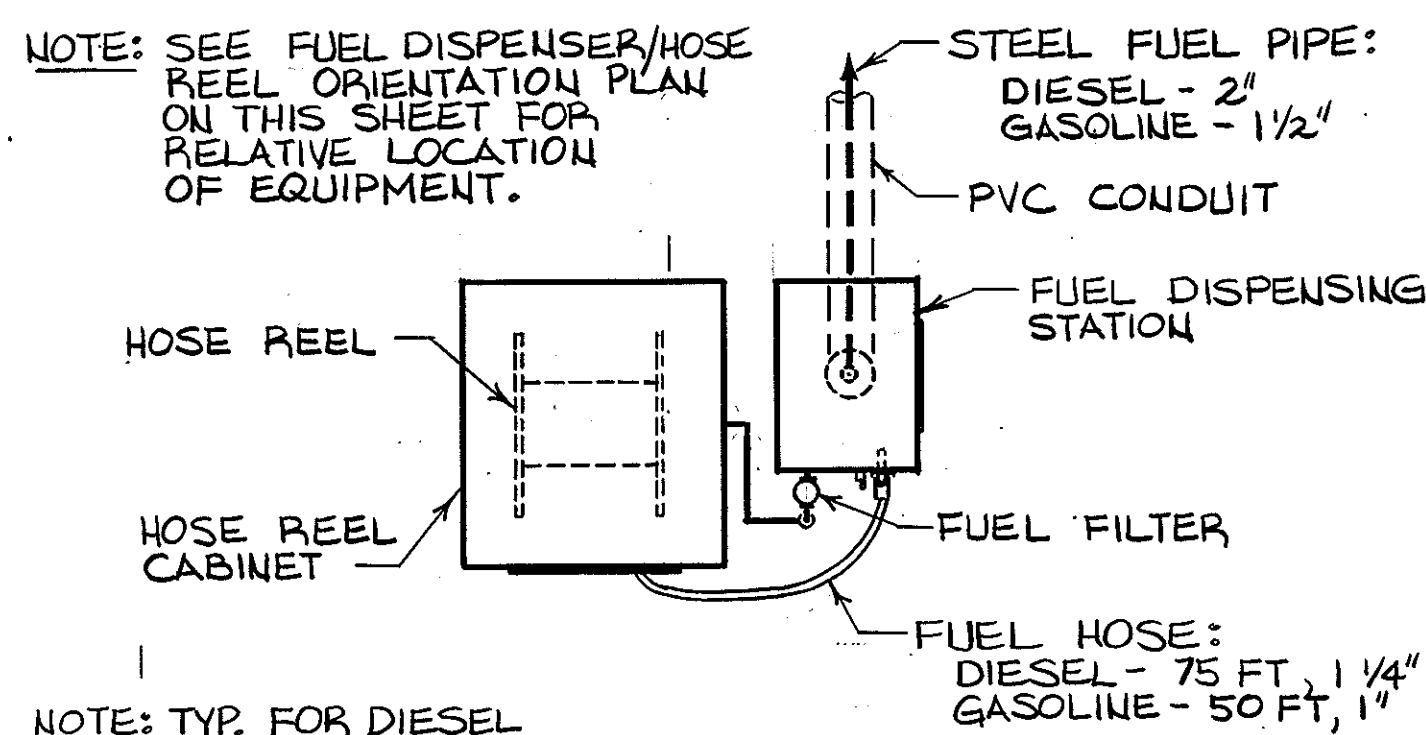 NOTE: SEE FUEL DISPENSER/HOSE
REEL ORIENTATION PLAN
ON THIS SHEET FOR
RELATIVE LOCATION
OF EQUIPMENT.
STEEL FUEL PIPE:
DIESEL - 2"
GASOLINE - 1 1/2"
PVC CONDUIT
FUEL DISPENSING
STATION
HOSE REEL
HOSE REEL
CABINET
FUEL FILTER
FUEL HOSE:
DIESEL - 75 FT, 1 1/4"
GASOLINE - 50 FT, 1"
NOTE: TYP. FOR DIESEL